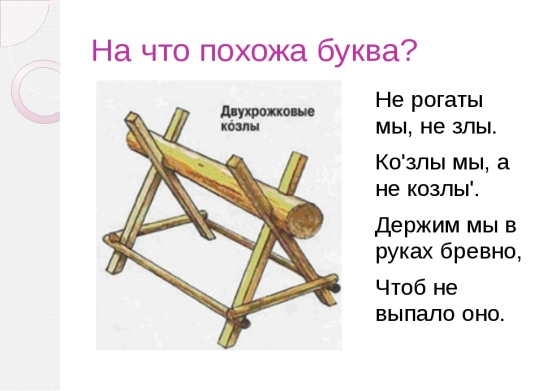 На что похожа буква?
Двухрожковые
ко́злы
Не рогаты
мы, не злы.
Ко'злы мы, а
не козлы'.
Держим мы в
руках бревно,
Чтоб не
выпало оно.